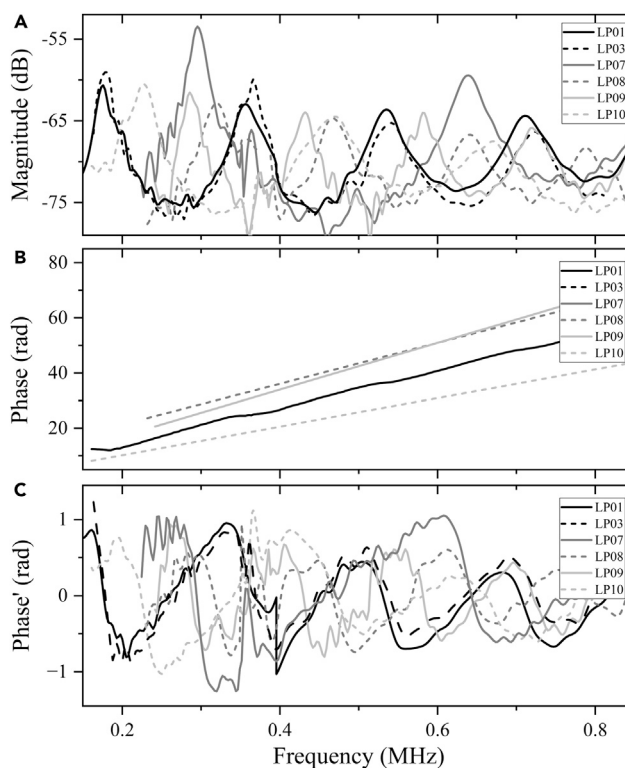 A
Magnitude (dB)
-55
-65
-75
LP01
LP03
LP07
LP08
LP09
LP10
B
Phase (rad)
80
60
40
20
LP01
LP03
LP07
LP08
LP09
LP10
C
Phase' (rad)
1
0
−1
LP01
LP03
LP07
LP08
LP09
LP10
0.2 0.4 0.6 0.8
Frequency (MHz)